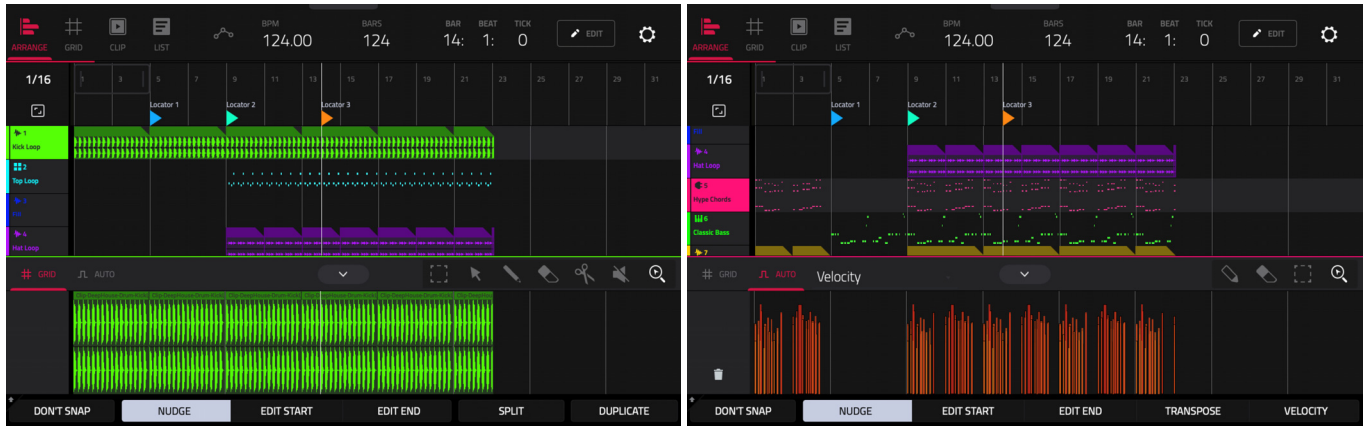 BPM BARS BAR BEAT TICK
124.00 124 14: 1: 0 EDIT
ARRANGE GRID CLIP LIST
1/16 1 3 5 7 9 11 13 15 17 19 21 23 25 27 29 31
Locator 1 Locator 2 Locator 3
1
Kick Loop
2
Top Loop
3
4
Hat Loop
GRID AUTO
DON'T SNAP NUDGE EDIT START EDIT END SPLIT DUPLICATE
BPM BARS BAR BEAT TICK
124.00 124 14: 1: 0 EDIT
ARRANGE GRID CLIP LIST
1/16 1 3 5 7 9 11 13 15 17 19 21 23 25 27 29 31
Locator 1 Locator 2 Locator 3
4
Hat Loop
5
Hype Chords
6
Classic Bass
7
GRID AUTO Velocity
DON'T SNAP NUDGE EDIT START EDIT END TRANSPOSE VELOCITY